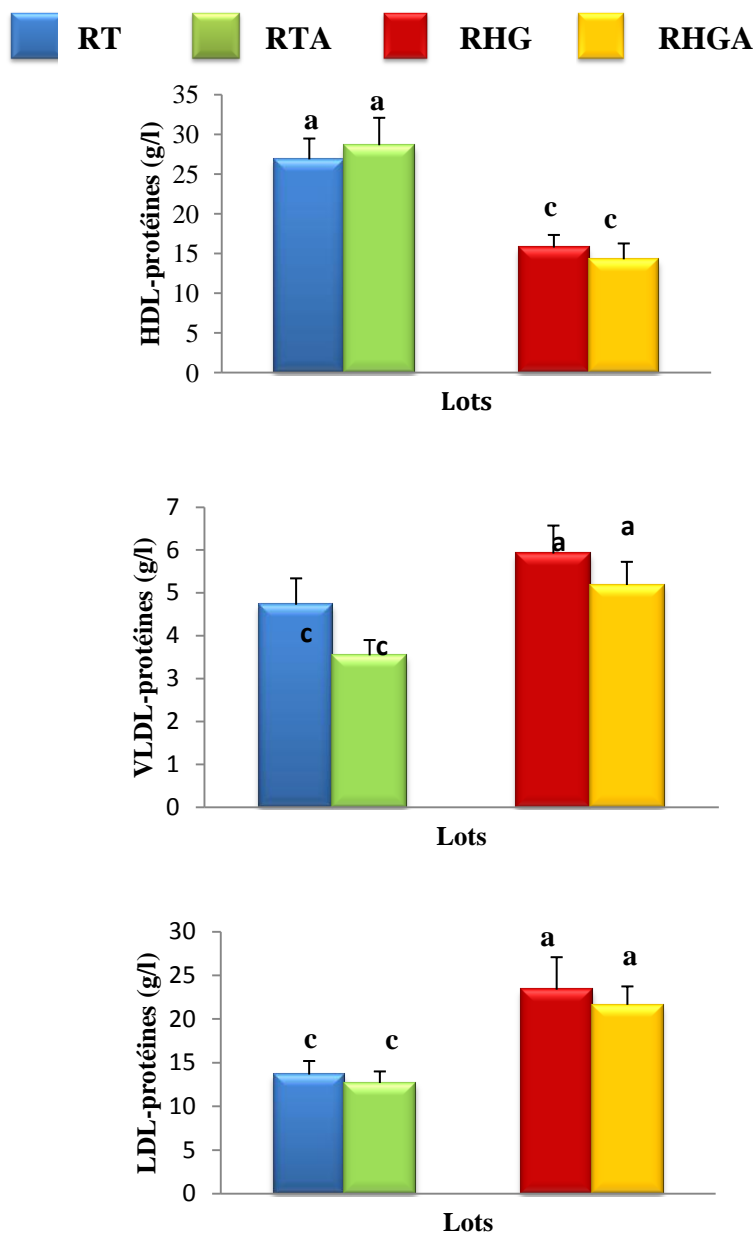 RT RTA RHG RHGA
HDL-protéines (g/l)
35
30
25
20
15
10
5
0
a a
c c
Lots
VLDL-protéines (g/l)
7
6
5
4
3
2
1
0
c c
a a
Lots
LDL-protéines (g/l)
30
25
20
15
10
5
0
c c
a a
Lots